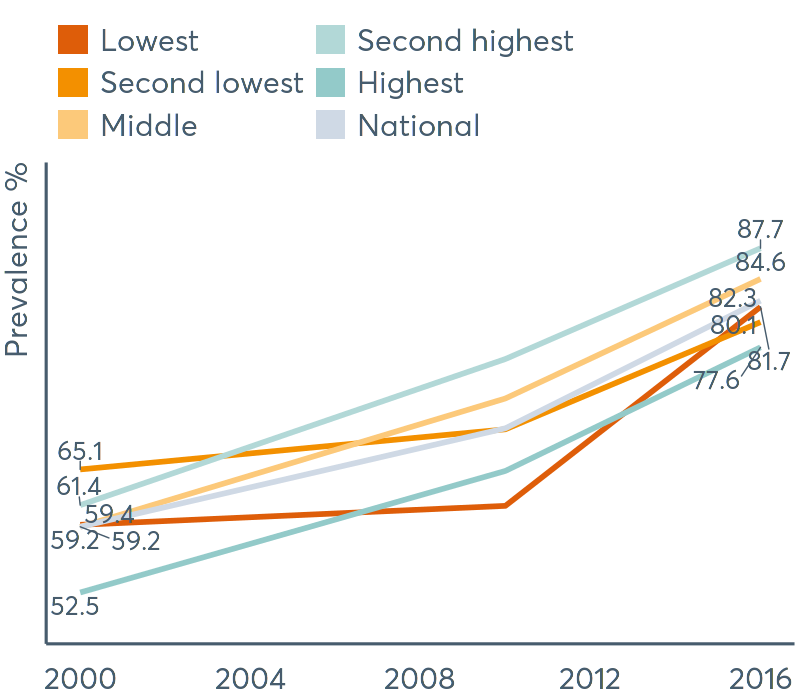 Lowest
Second lowest
Middle
Second highest
Highest
National
Prevalence %
87.7
84.6
82.3
80.1
81.7
77.6
65.1
61.4
59.4
59.2
59.2
52.5
2000 2004 2008 2012 2016